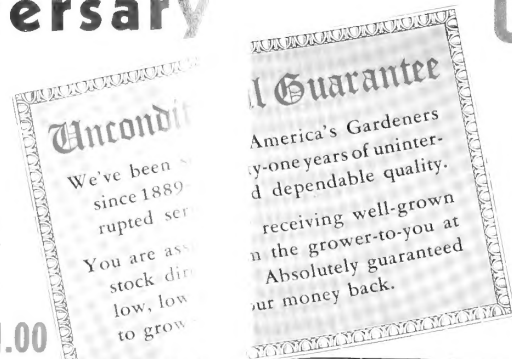 ersary
Uncondit l Guarantee
We've been s America's Gardeners
since 1889- y-one years of uninter-
rupted ser d dependable quality.
You are ass receiving well-grown
stock dir m the grower-to-you at
low, low Absolutely guaranteed
to grow our money back.
.00